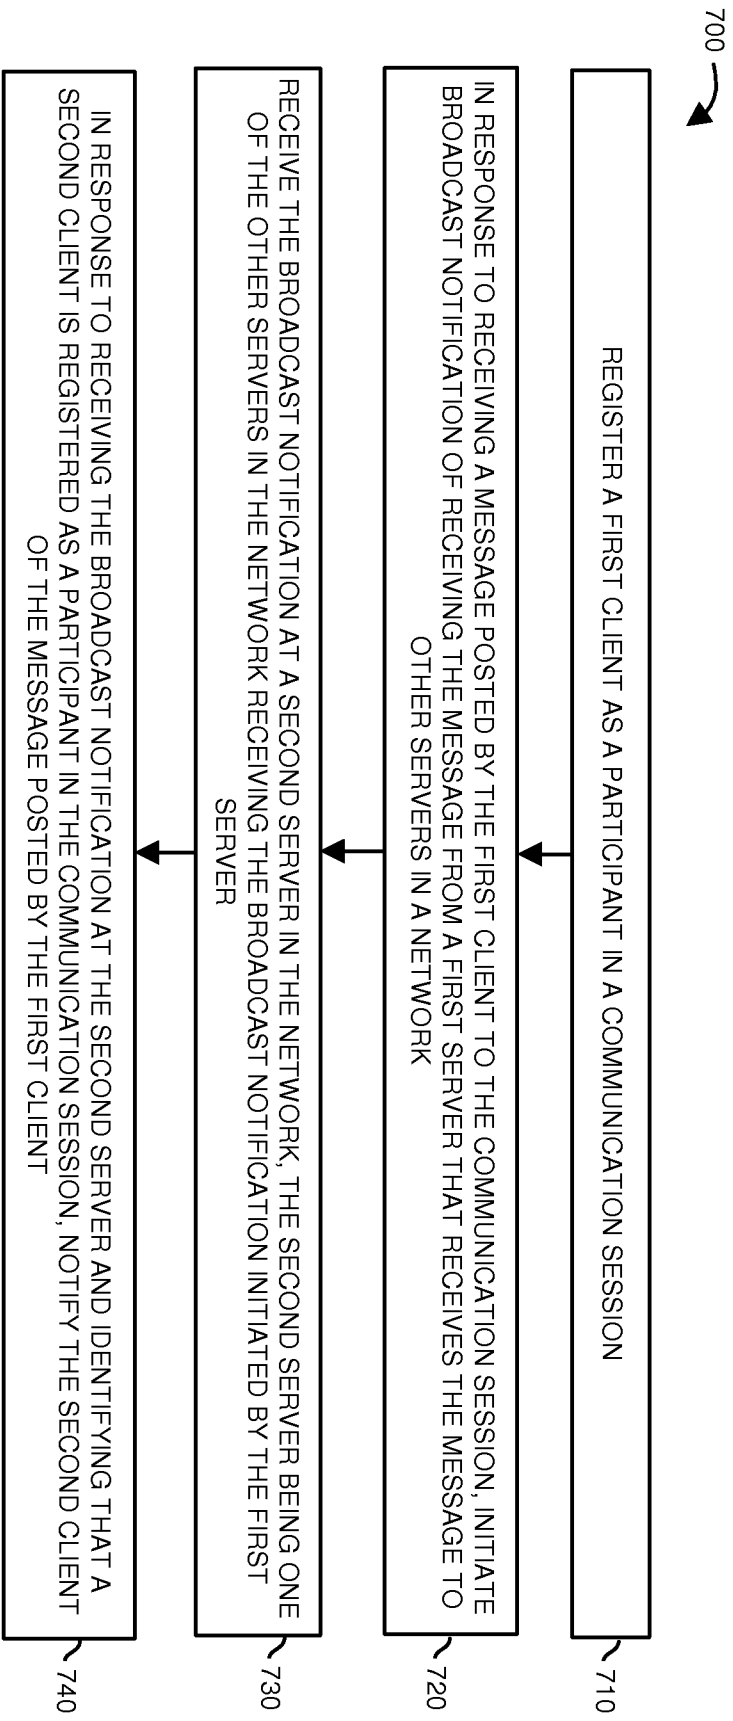 700
REGISTER A FIRST CLIENT AS A PARTICIPANT IN A COMMUNICATION SESSION
710
IN RESPONSE TO RECEIVING A MESSAGE POSTED BY THE FIRST CLIENT TO THE COMMUNICATION SESSION, INITIATE
BROADCAST NOTIFICATION OF RECEIVING THE MESSAGE FROM A FIRST SERVER THAT RECEIVES THE MESSAGE TO
OTHER SERVERS IN A NETWORK
720
RECEIVE THE BROADCAST NOTIFICATION AT A SECOND SERVER IN THE NETWORK, THE SECOND SERVER BEING ONE
OF THE OTHER SERVERS IN THE NETWORK RECEIVING THE BROADCAST NOTIFICATION INITIATED BY THE FIRST
SERVER
730
IN RESPONSE TO RECEIVING THE BROADCAST NOTIFICATION AT THE SECOND SERVER AND IDENTIFYING THAT A
SECOND CLIENT IS REGISTERED AS A PARTICIPANT IN THE COMMUNICATION SESSION, NOTIFY THE SECOND CLIENT
OF THE MESSAGE POSTED BY THE FIRST CLIENT
740